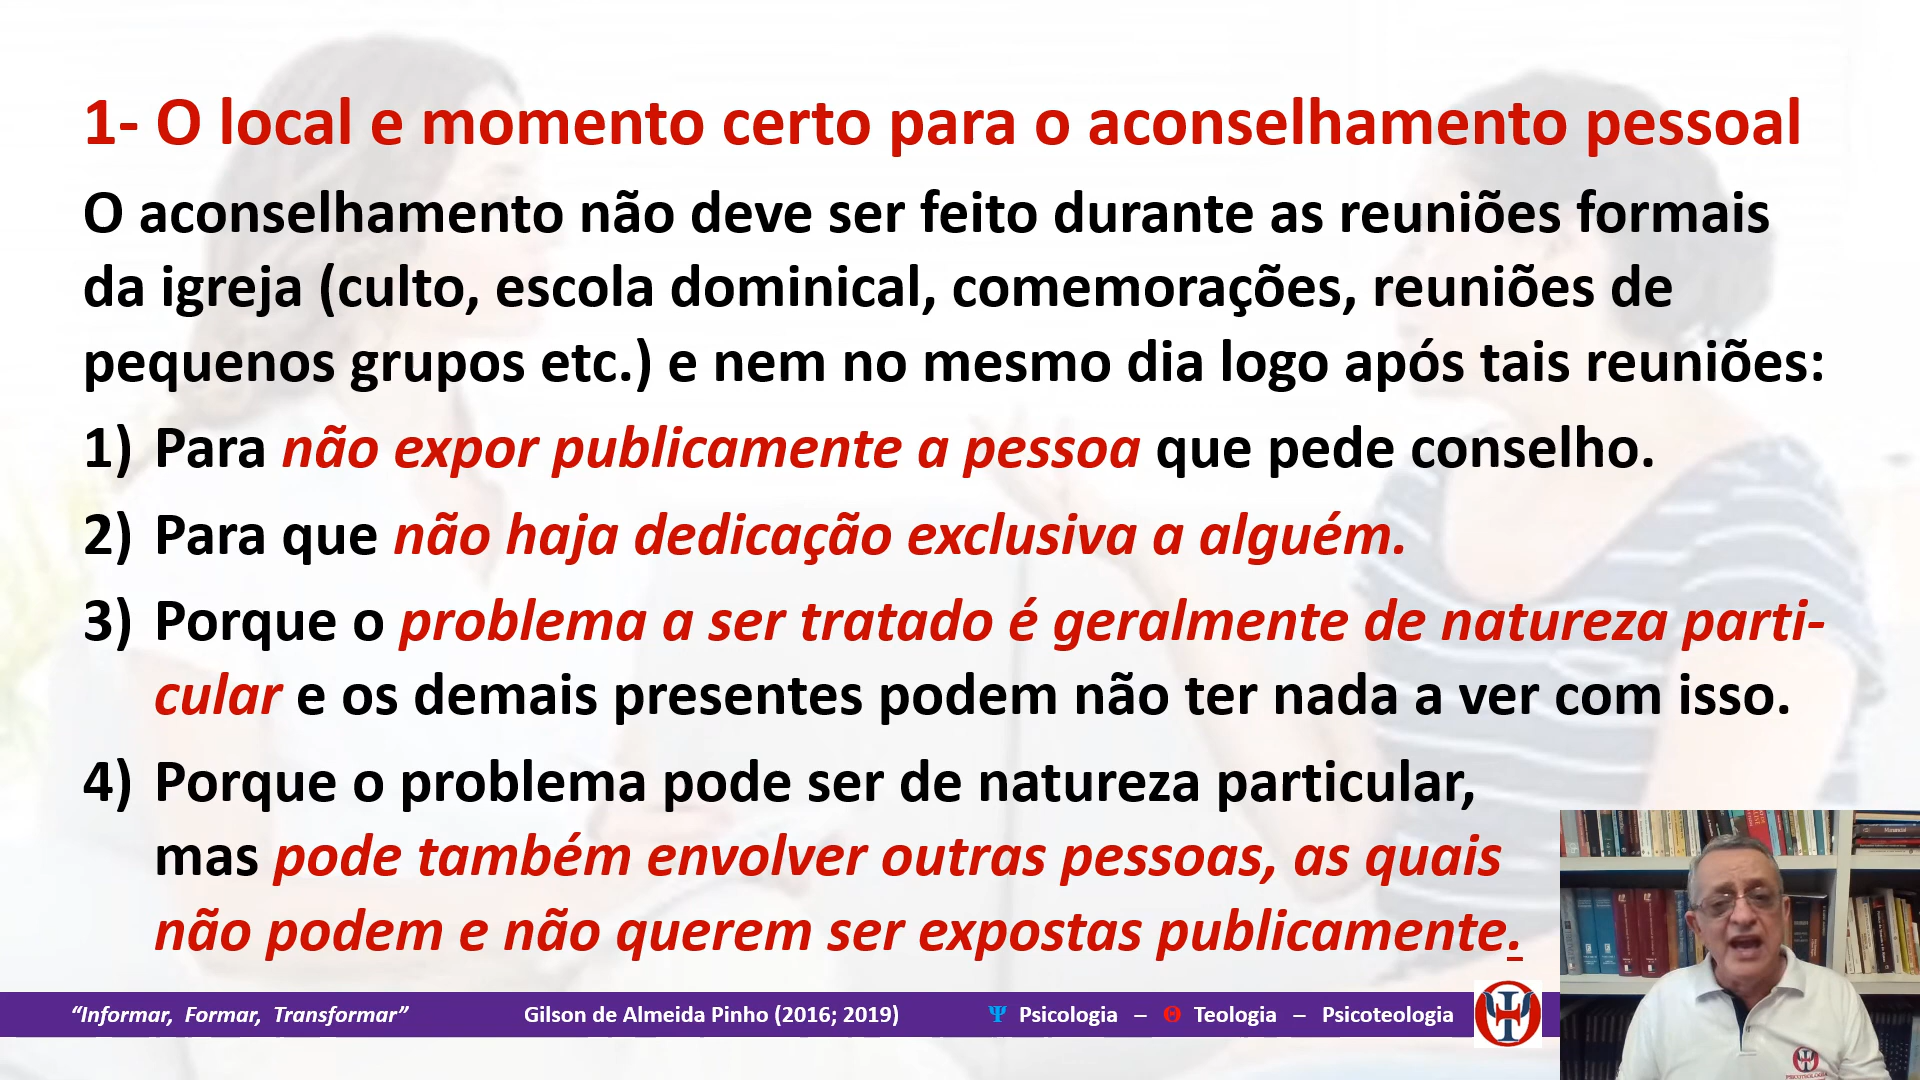 1- O local e momento certo para o aconselhamento pessoal
O aconselhamento não deve ser feito durante as reuniões formais
da igreja (culto, escola dominical, comemorações, reuniões de
pequenos grupos etc.) e nem no mesmo dia logo após tais reuniões:
1) Para não expor publicamente a pessoa que pede conselho.
2) Para que não haja dedicação exclusiva a alguém.
3) Porque o problema a ser tratado é geralmente de natureza parti-
cular e os demais presentes podem não ter nada a ver com isso.
4) Porque o problema pode ser de natureza particular,
mas pode também envolver outras pessoas, as quais
não podem e não querem ser expostas publicamente.
“Informar, Formar, Transformar” Gilson de Almeida Pinho (2016; 2019) Ψ Psicologia – Θ Teologia – Psicoteologia